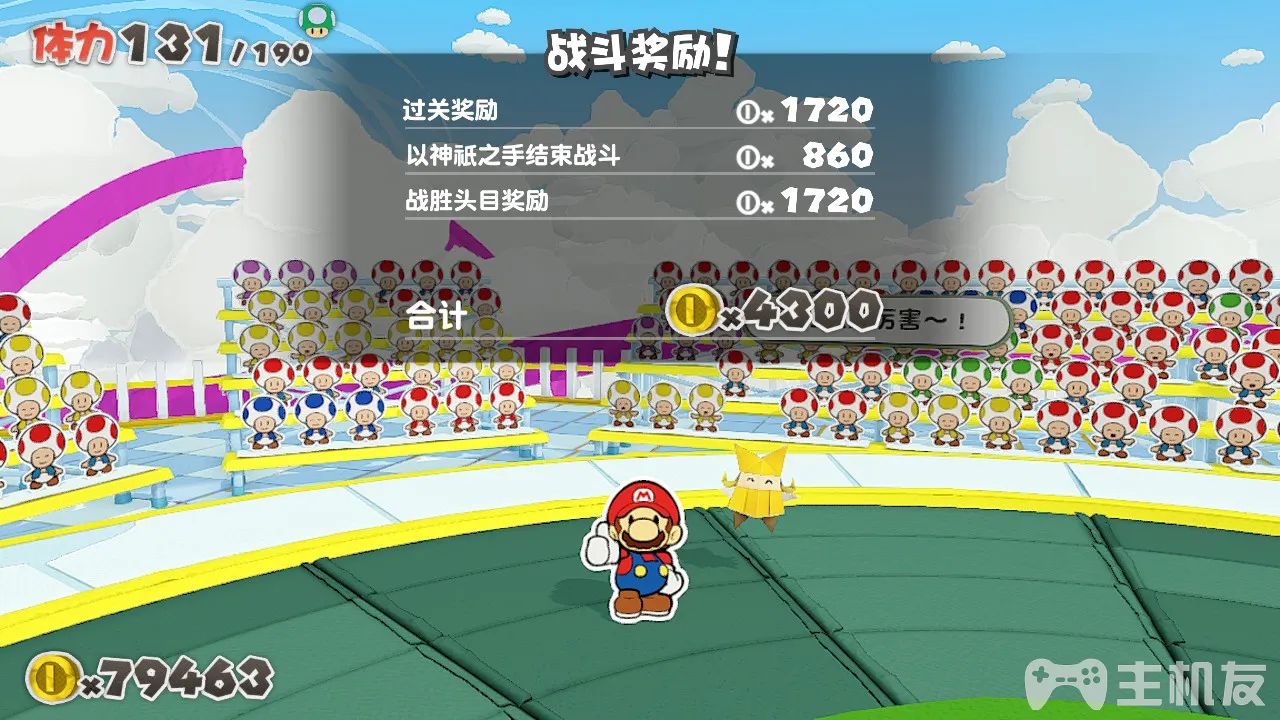 体力131/190
战斗奖励!
过关奖励 ×1720
以神祇之手结束战斗 ×860
战胜头目奖励 ×1720
合计 ×4300
厉害～！
×79463
主机友